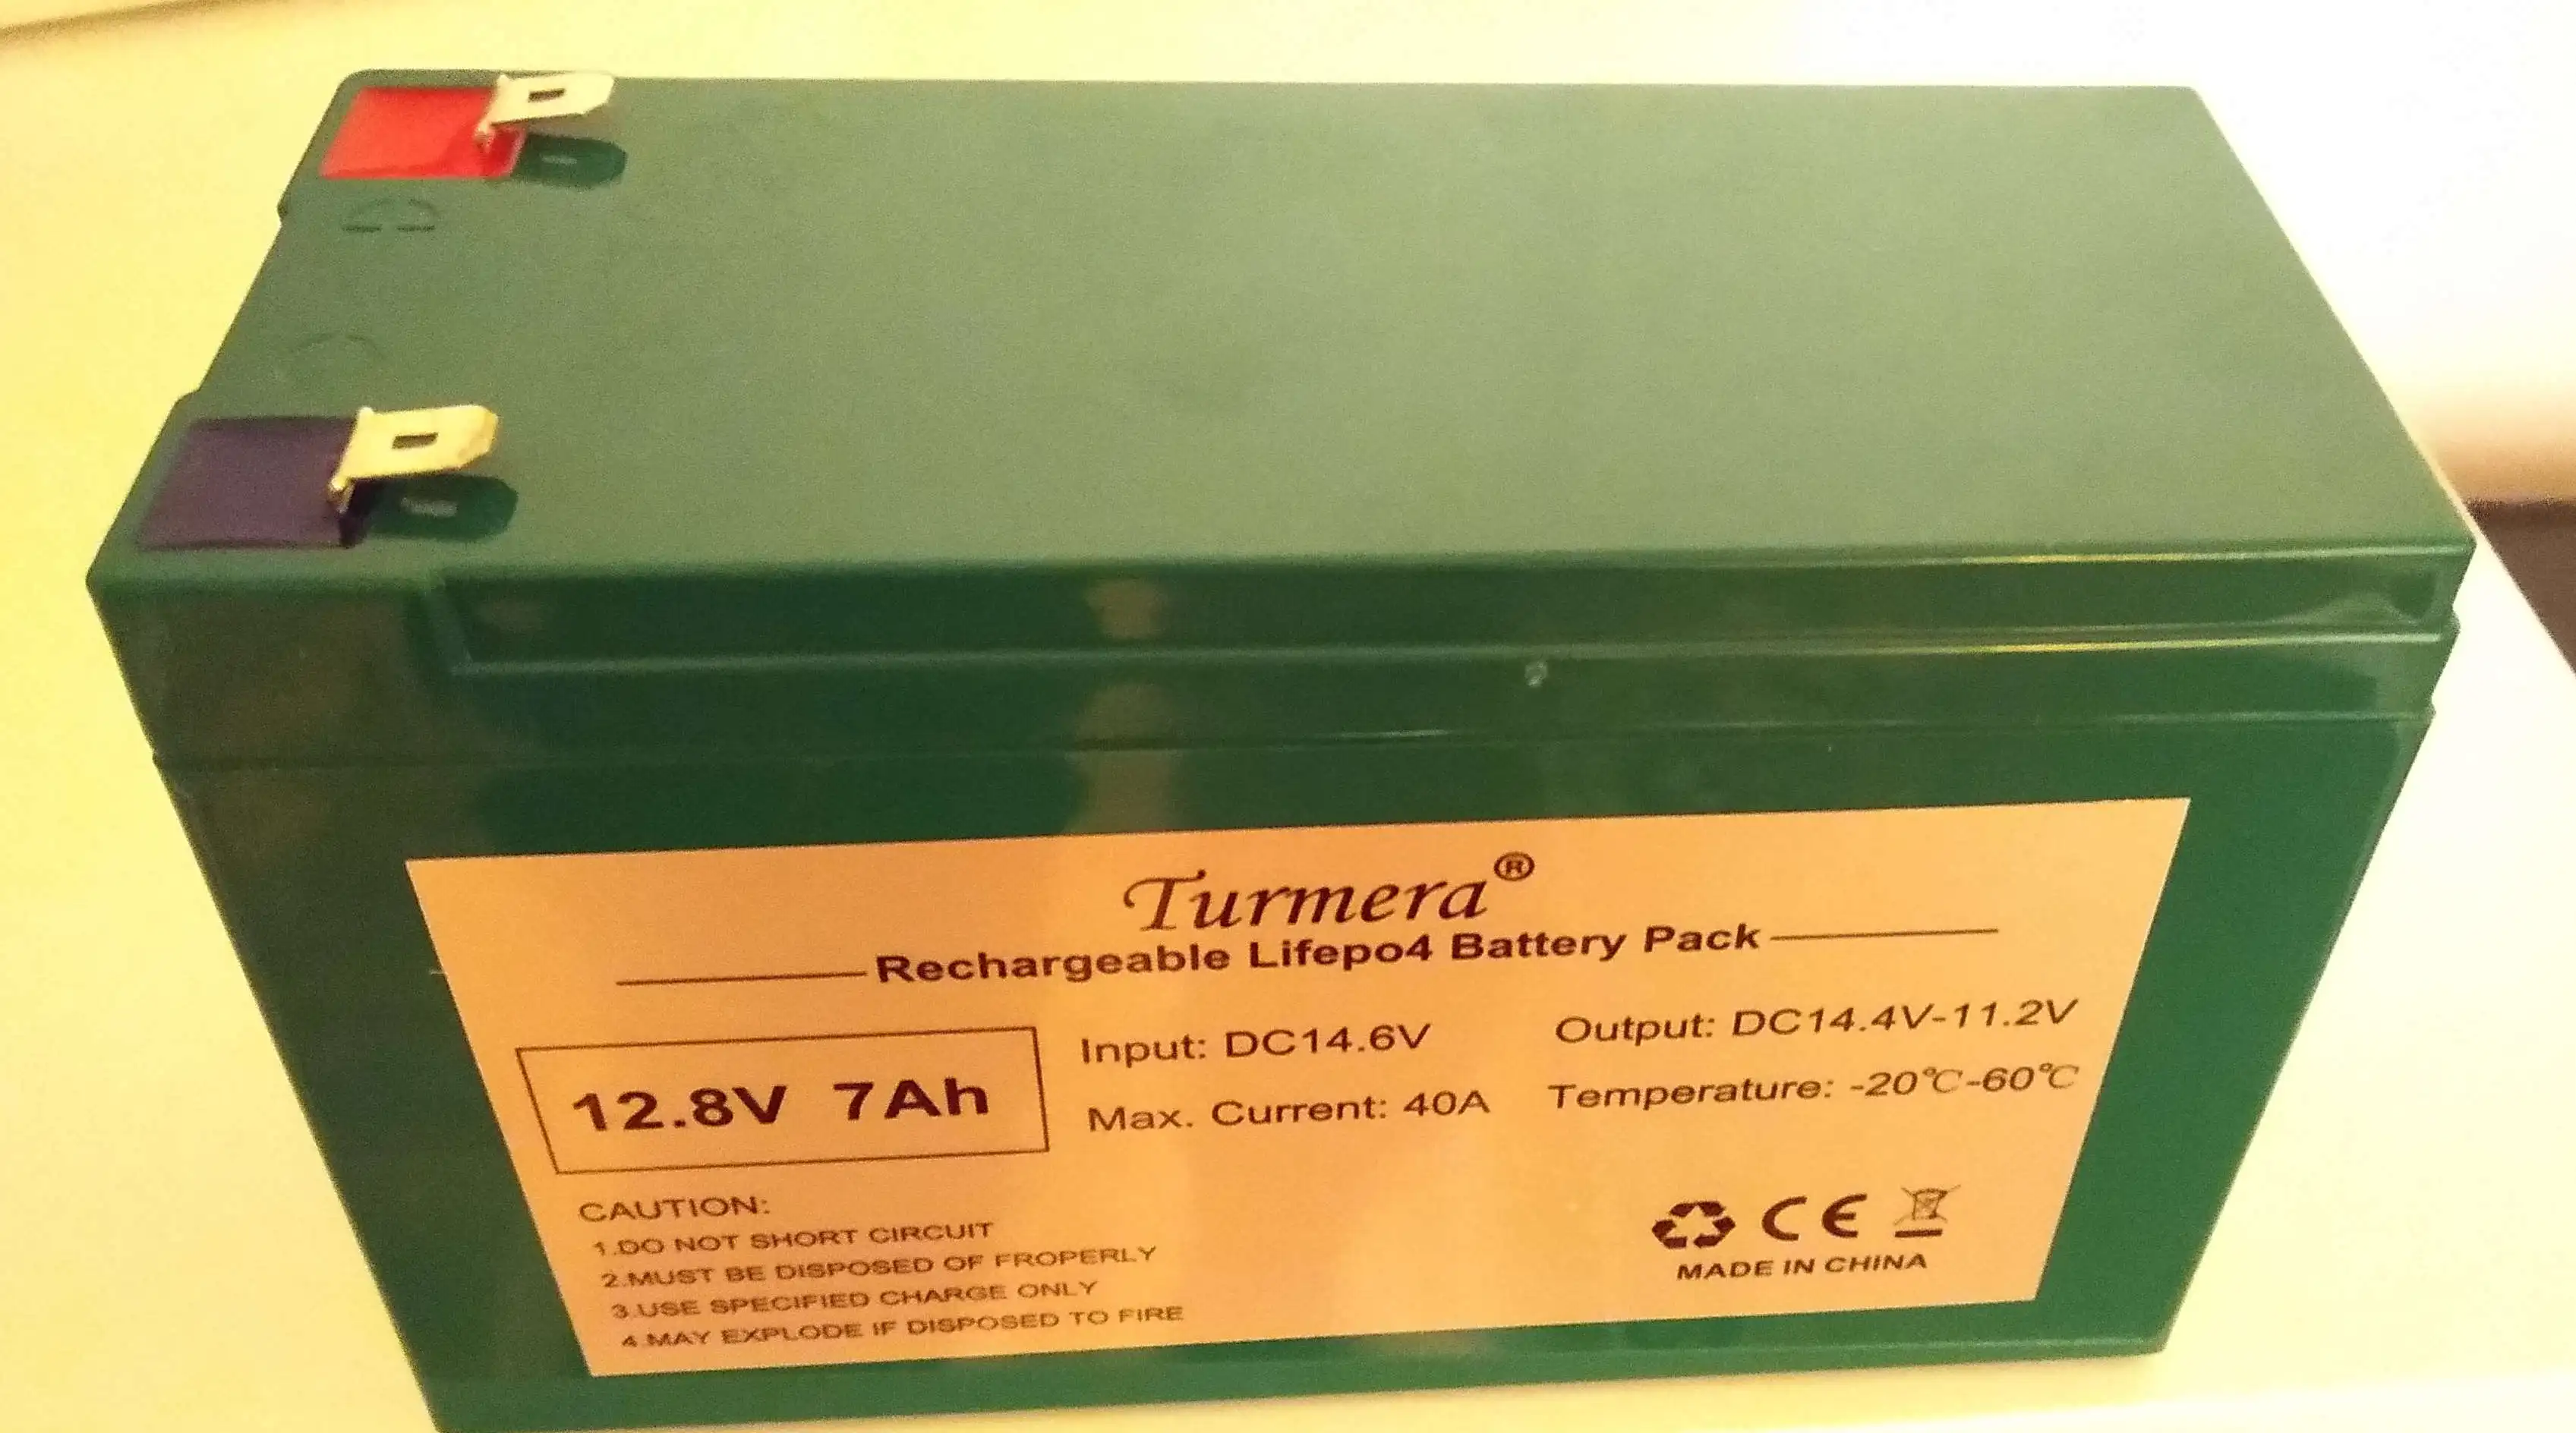 Turmera®
Rechargeable Lifepo4 Battery Pack
12.8V 7Ah
Input: DC14.6V
Output: DC14.4V-11.2V
Max. Current: 40A
Temperature: -20℃-60℃
CAUTION:
1.DO NOT SHORT CIRCUIT
2.MUST BE DISPOSED OF FROPERLY
3.USE SPECIFIED CHARGE ONLY
4.MAY EXPLODE IF DISPOSED TO FIRE
CE
MADE IN CHINA